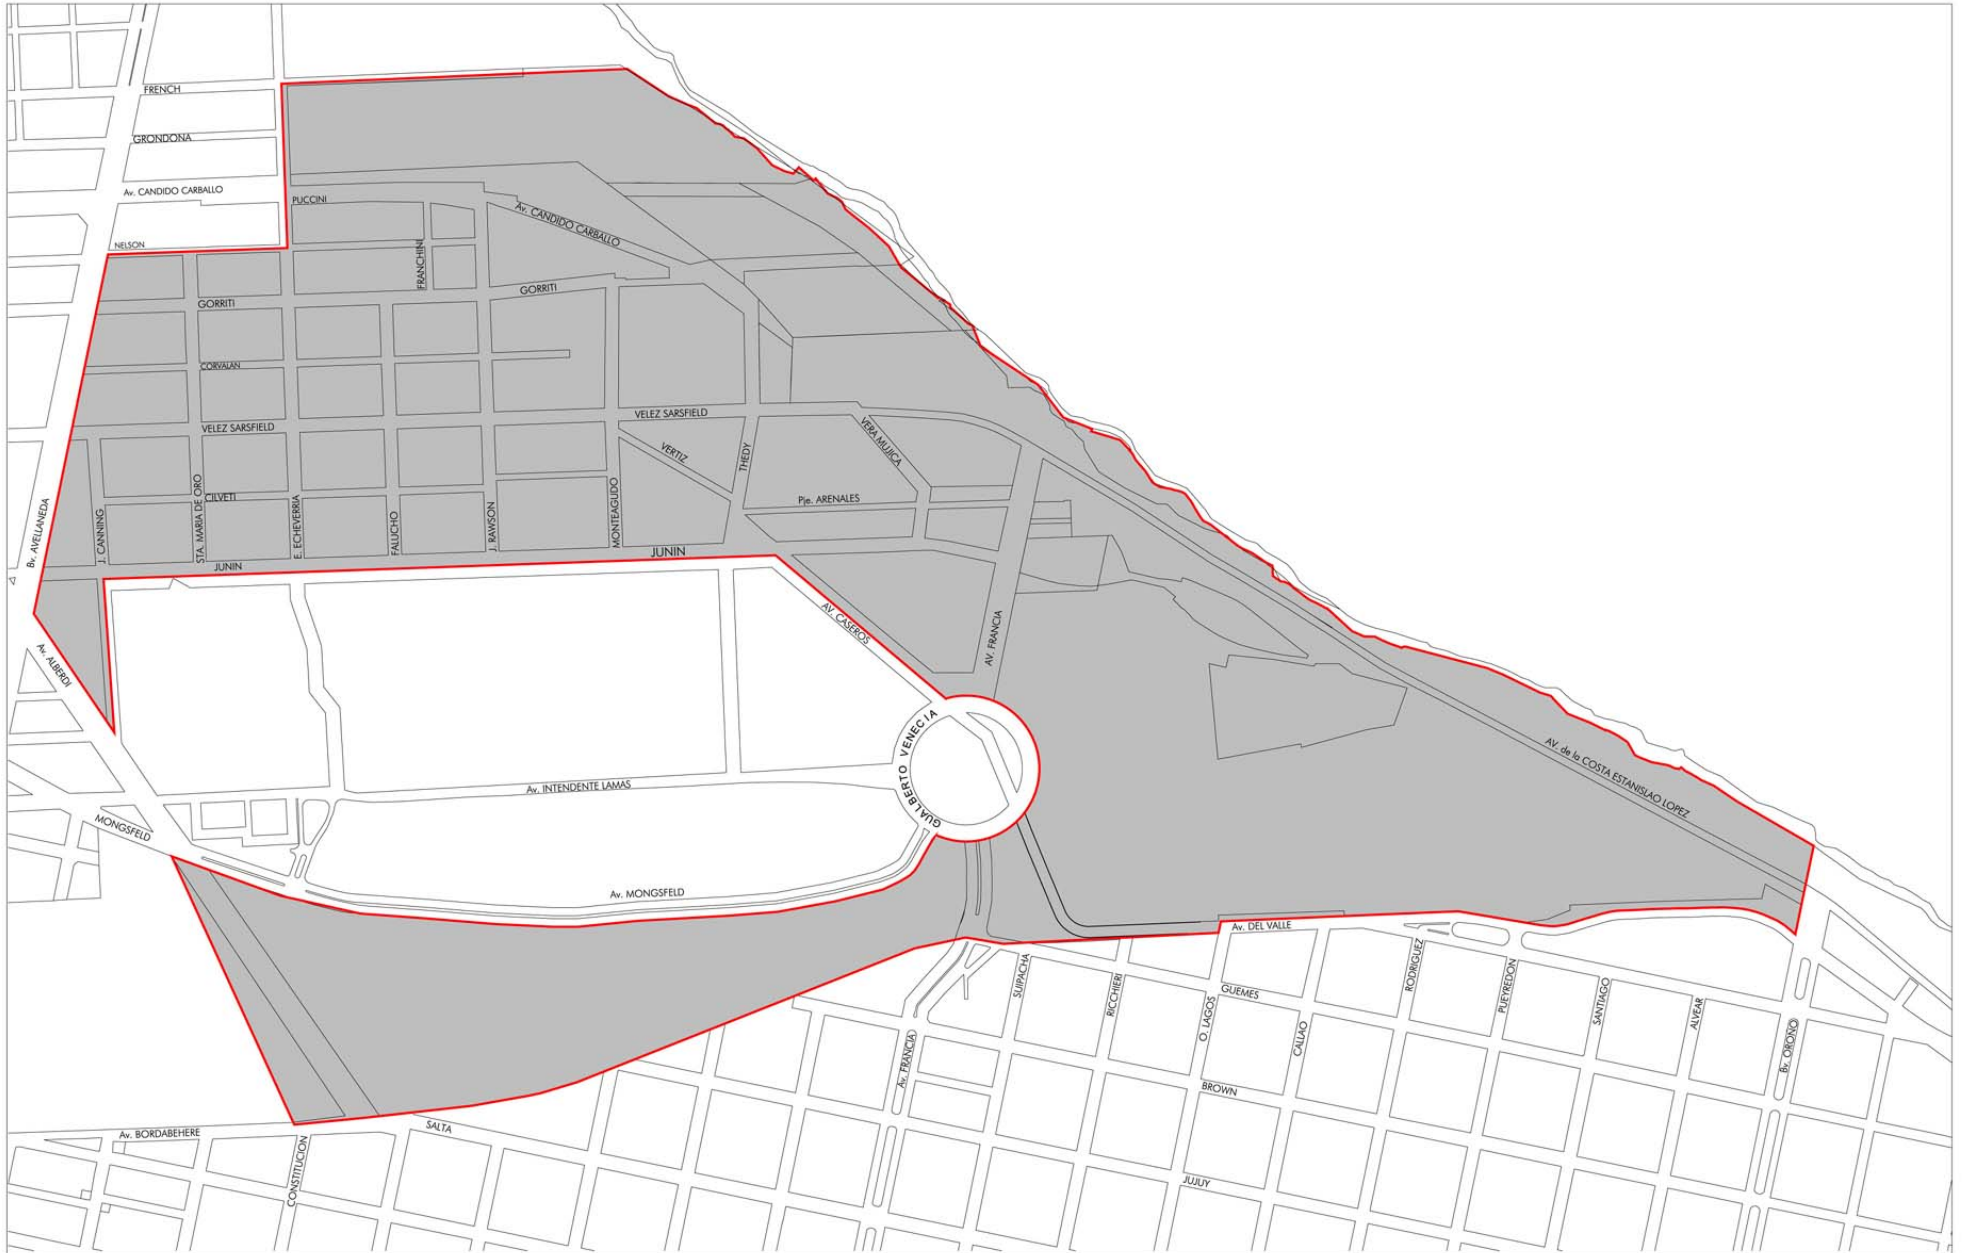 FRENCH
GRONDONA
Av. CANDIDO CARBALLO
PUCCINI
Av. CANDIDO CARBALLO
NELSON
FRANCHINI
GORRITI
GORRITI
CORVALAN
VELEZ SARSFIELD
VELEZ SARSFIELD
VERA MUJICA
VERTIZ
THEDY
CILVETI
Pje. ARENALES
Bv. AVELLANEDA
J. CANNING
STA. MARIA DE ORO
E. ECHEVERRIA
FALUCHO
J. RAWSON
MONTEAGUDO
JUNIN
JUNIN
AV. CASEROS
AV. FRANCIA
Av. ALBERDI
GUALBERTO VENECIA
AV. de la COSTA ESTANISLAO LOPEZ
Av. INTENDENTE LAMAS
MONGSFELD
Av. MONGSFELD
Av. DEL VALLE
SUIPACHA
RICCHIERI
O. LAGOS
GUEMES
CALLAO
RODRIGUEZ
PUEYREDON
SANTIAGO
ALVEAR
Bv. OROÑO
Av. FRANCIA
BROWN
Av. BORDABEHERE
SALTA
CONSTITUCION
JUJUY